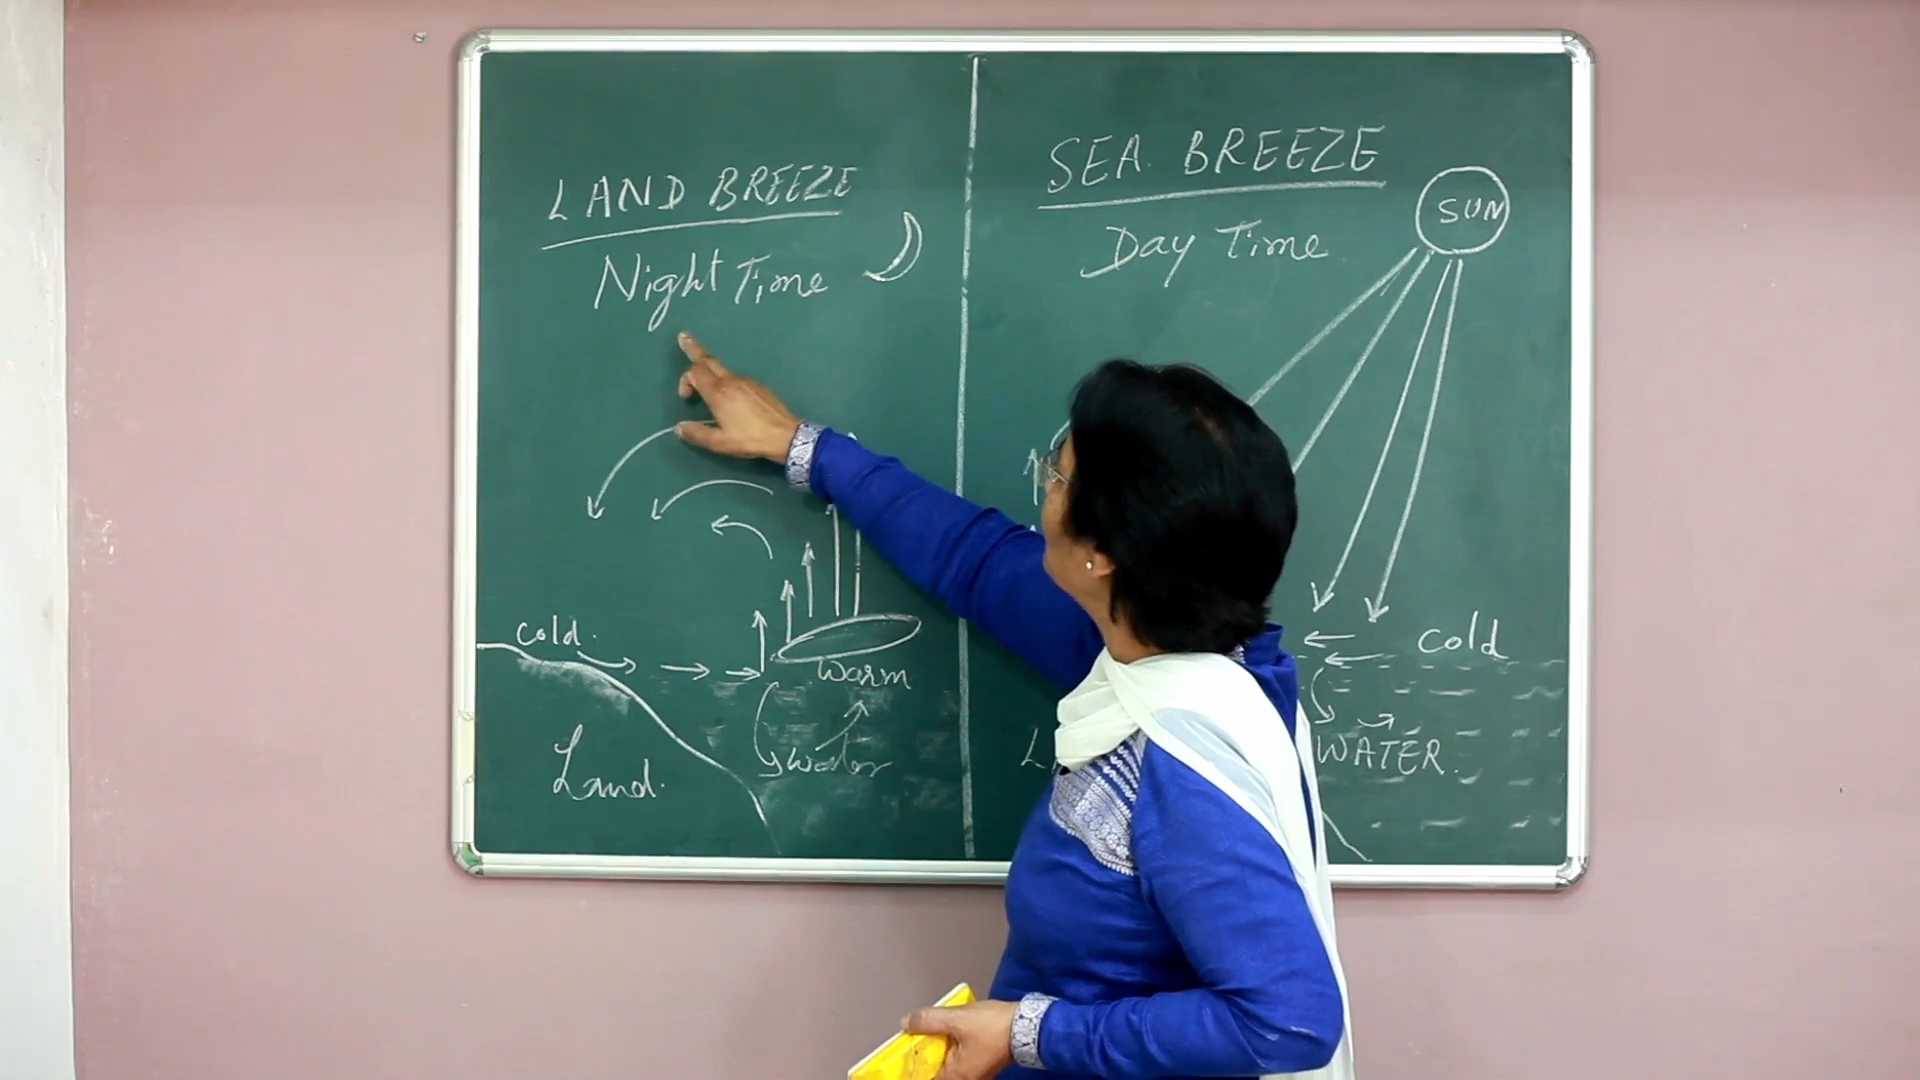 LAND BREEZE
Night Time
cold.
warm
water
Land.
SEA. BREEZE
SUN
Day Time
cold
WATER.